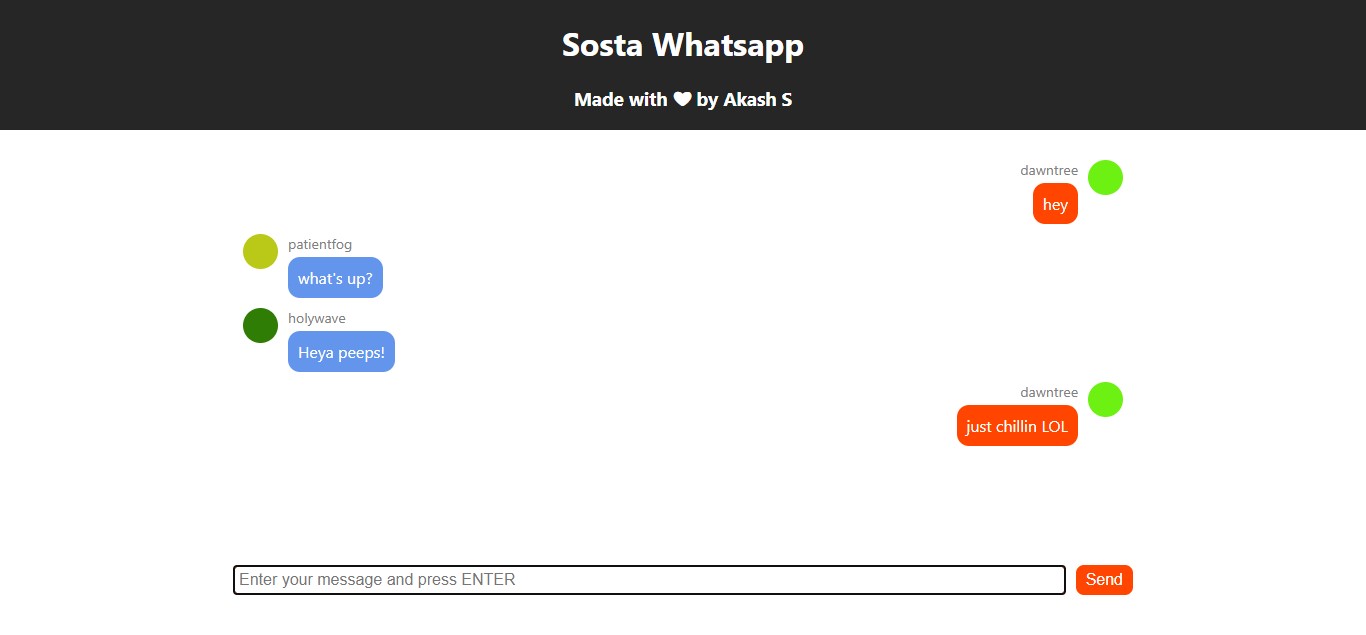 Sosta Whatsapp
Made with ❤ by Akash S
dawntree
hey
patientfog
what's up?
holywave
Heya peeps!
dawntree
just chillin LOL
Enter your message and press ENTER
Send